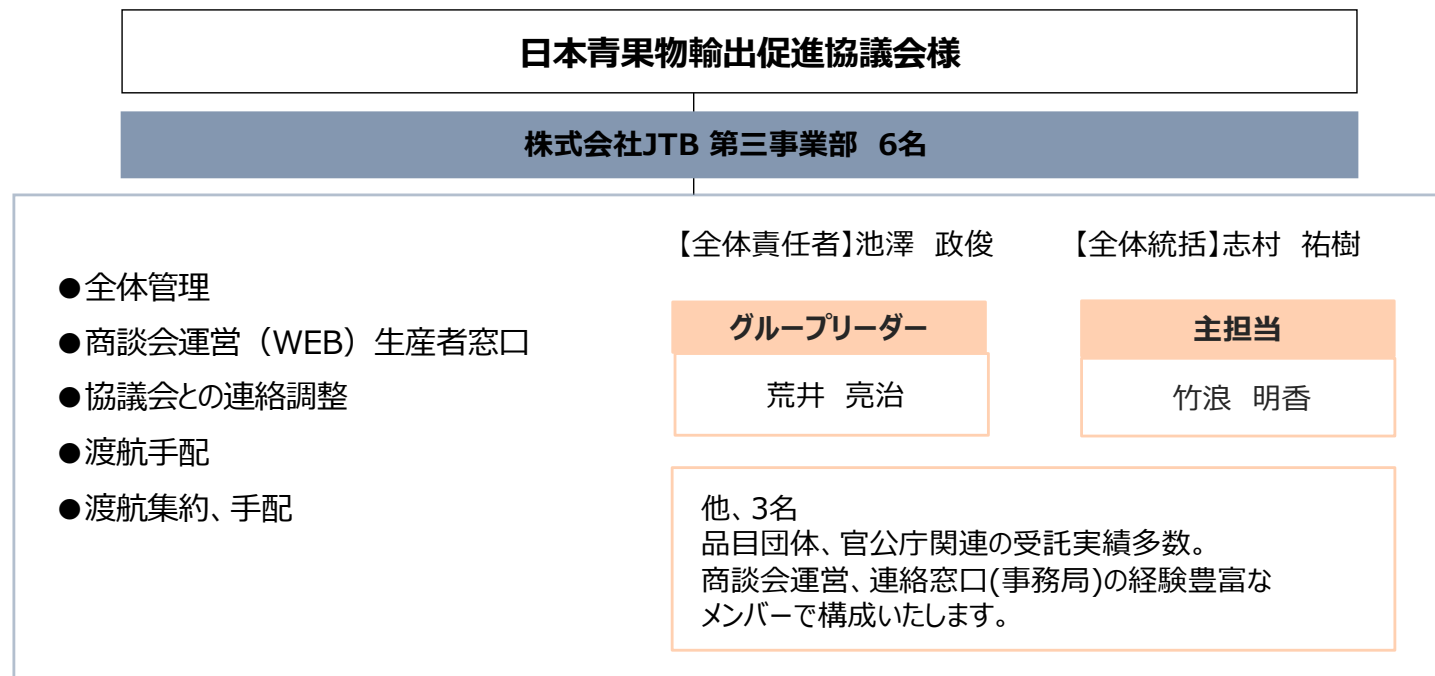 日本青果物輸出促進協議会様
株式会社JTB 第三事業部 6名
●全体管理
●商談会運営（WEB）生産者窓口
●協議会との連絡調整
●渡航手配
●渡航集約、手配
【全体責任者】池澤 政俊
【全体統括】志村 祐樹
グループリーダー
荒井 亮治
主担当
竹浪 明香
他、3名
品目団体、官公庁関連の受託実績多数。
商談会運営、連絡窓口(事務局)の経験豊富な
メンバーで構成いたします。